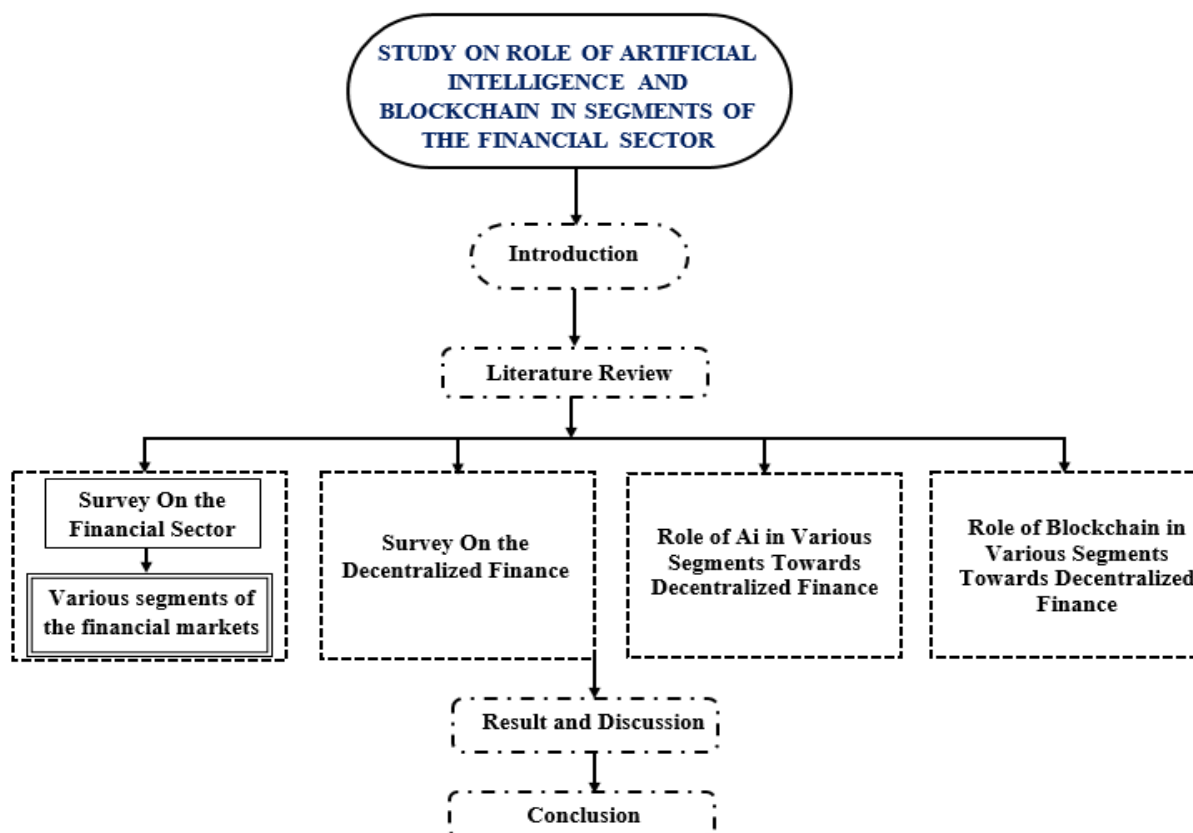 STUDY ON ROLE OF ARTIFICIAL
INTELLIGENCE AND
BLOCKCHAIN IN SEGMENTS OF
THE FINANCIAL SECTOR
Introduction
Literature Review
Survey On the
Financial Sector
Various segments of
the financial markets
Survey On the
Decentralized Finance
Role of Ai in Various
Segments Towards
Decentralized Finance
Role of Blockchain in
Various Segments
Towards Decentralized
Finance
Result and Discussion
Conclusion